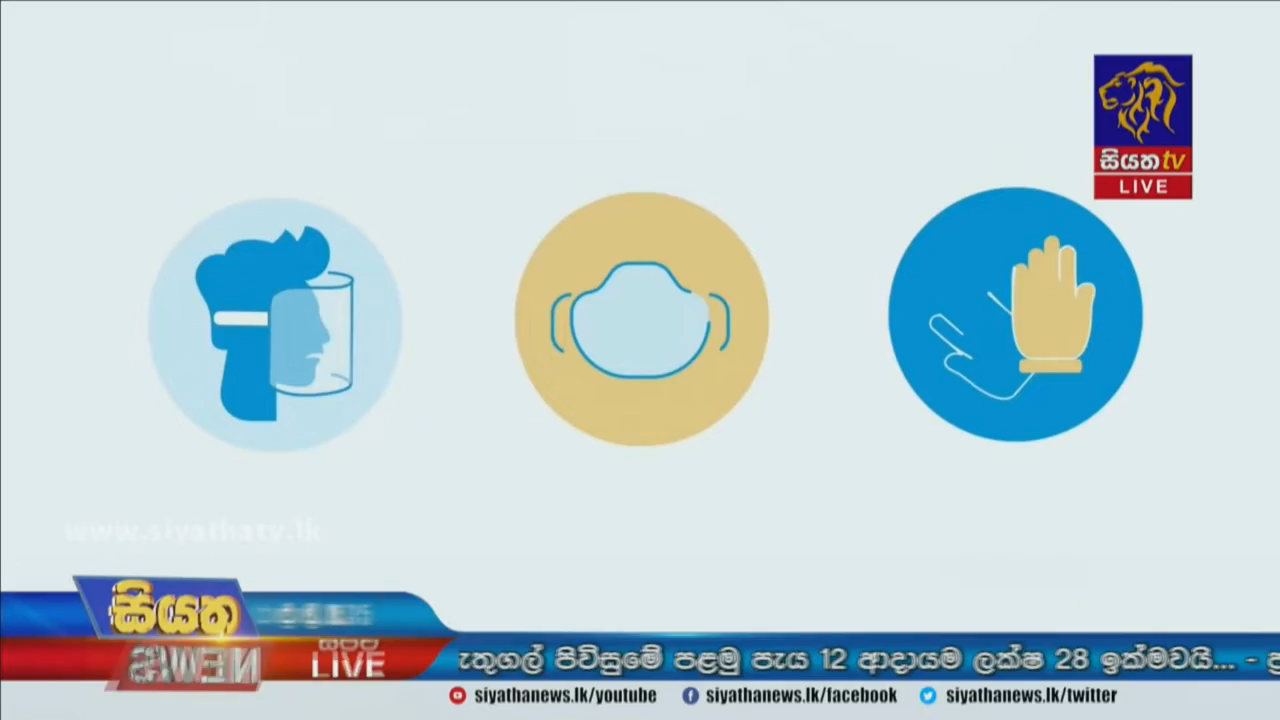 සියත tv
LIVE
www.siyathatv.lk
සියත
NEWS
LIVE
ැතුගල් පිවිසුමේ පළමු පැය 12 ආදායම ලක්ෂ 28 ඉක්මවයි... -
siyathanews.lk/youtube siyathanews.lk/facebook siyathanews.lk/twitter